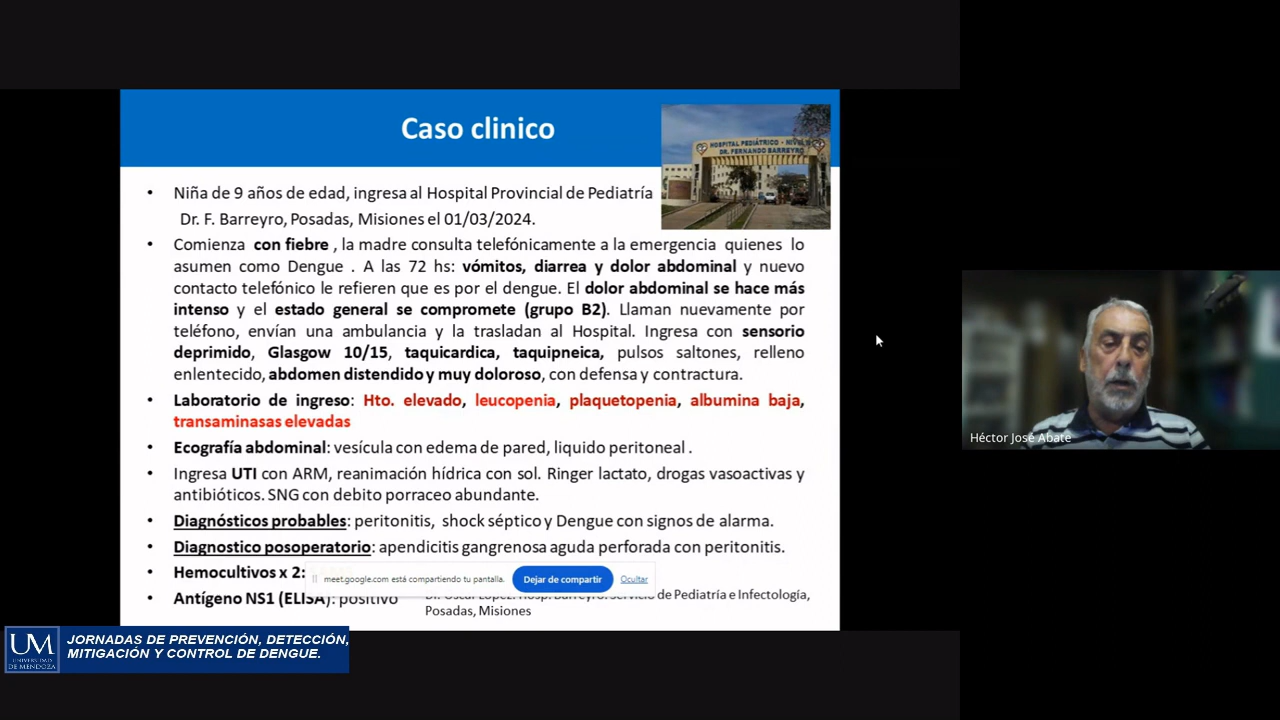 Caso clinico
HOSPITAL PEDIÁTRICO - NIVEL
DR. FERNANDO BARREYRO
• Niña de 9 años de edad, ingresa al Hospital Provincial de Pediatría
Dr. F. Barreyro, Posadas, Misiones el 01/03/2024.
• Comienza con fiebre , la madre consulta telefónicamente a la emergencia quienes lo
asumen como Dengue . A las 72 hs: vómitos, diarrea y dolor abdominal y nuevo
contacto telefónico le refieren que es por el dengue. El dolor abdominal se hace más
intenso y el estado general se compromete (grupo B2). Llaman nuevamente por
teléfono, envían una ambulancia y la trasladan al Hospital. Ingresa con sensorio
deprimido, Glasgow 10/15, taquicardica, taquipneica, pulsos saltones, relleno
enlentecido, abdomen distendido y muy doloroso, con defensa y contractura.
• Laboratorio de ingreso: Hto. elevado, leucopenia, plaquetopenia, albumina baja,
transaminasas elevadas
• Ecografía abdominal: vesícula con edema de pared, liquido peritoneal .
• Ingresa UTI con ARM, reanimación hídrica con sol. Ringer lactato, drogas vasoactivas y
antibióticos. SNG con debito porraceo abundante.
• Diagnósticos probables: peritonitis, shock séptico y Dengue con signos de alarma.
• Diagnostico posoperatorio: apendicitis gangrenosa aguda perforada con peritonitis.
• Hemocultivos x 2:
meet.google.com está compartiendo tu pantalla. Dejar de compartir Ocultar
• Antígeno NS1 (ELISA): positivo
Dr. Oscar López. Hosp. Barreyro. Servicio de Pediatría e Infectología,
Posadas, Misiones
Héctor José Abate
UM
UNIVERSIDAD
DE MENDOZA
JORNADAS DE PREVENCIÓN, DETECCIÓN,
MITIGACIÓN Y CONTROL DE DENGUE.